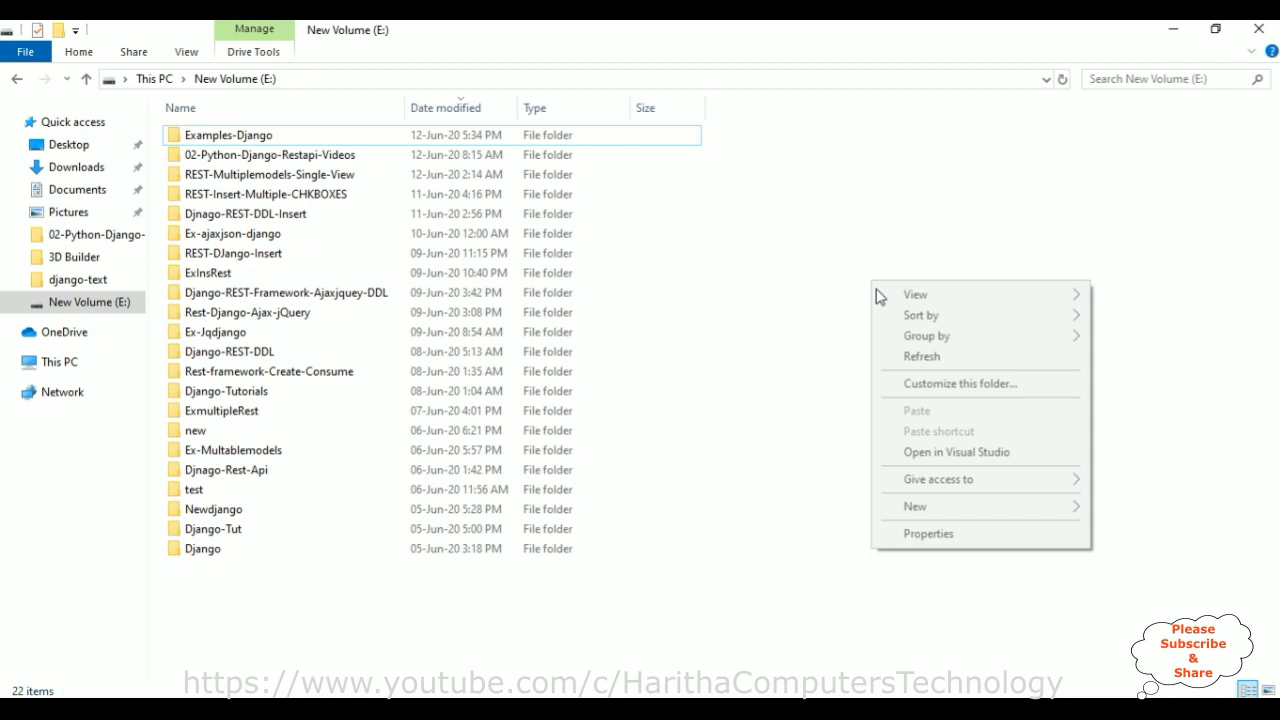 Manage
New Volume (E:)
File
Home
Share
View
Drive Tools
This PC
New Volume (E:)
Search New Volume (E:)
Name
Date modified
Type
Size
Quick access
Desktop
Downloads
Documents
Pictures
02-Python-Django-
3D Builder
django-text
New Volume (E:)
OneDrive
This PC
Network
Examples-Django 12-Jun-20 5:34 PM File folder
02-Python-Django-Restapi-Videos 12-Jun-20 8:15 AM File folder
REST-Multiplemodels-Single-View 12-Jun-20 2:14 AM File folder
REST-Insert-Multiple-CHKBOXES 11-Jun-20 4:16 PM File folder
Djnago-REST-DDL-Insert 11-Jun-20 2:56 PM File folder
Ex-ajaxjson-django 10-Jun-20 12:00 AM File folder
REST-DJango-Insert 09-Jun-20 11:15 PM File folder
ExInsRest 09-Jun-20 10:40 PM File folder
Django-REST-Framework-Ajaxjquey-DDL 09-Jun-20 3:42 PM File folder
Rest-Django-Ajax-jQuery 09-Jun-20 3:08 PM File folder
Ex-Jqdjango 09-Jun-20 8:54 AM File folder
Django-REST-DDL 08-Jun-20 5:13 AM File folder
Rest-framework-Create-Consume 08-Jun-20 1:35 AM File folder
Django-Tutorials 08-Jun-20 1:04 AM File folder
ExmultipleRest 07-Jun-20 4:01 PM File folder
new 06-Jun-20 6:21 PM File folder
Ex-Multablemodels 06-Jun-20 5:57 PM File folder
Djnago-Rest-Api 06-Jun-20 1:42 PM File folder
test 06-Jun-20 11:56 AM File folder
Newdjango 05-Jun-20 5:28 PM File folder
Django-Tut 05-Jun-20 5:00 PM File folder
Django 05-Jun-20 3:18 PM File folder
View
Sort by
Group by
Refresh
Customize this folder...
Paste
Paste shortcut
Open in Visual Studio
Give access to
New
Properties
Please
Subscribe
&
Share
https://www.youtube.com/c/HarithaComputersTechnology
22 items